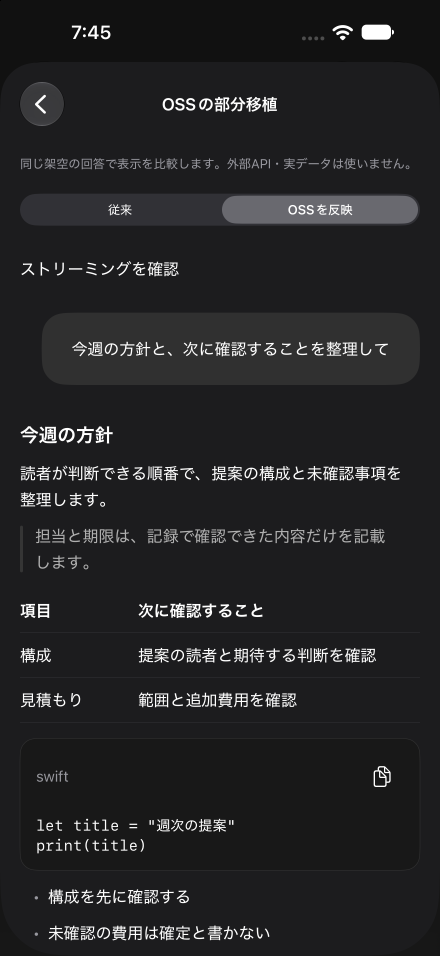 7:45
OSSの部分移植
同じ架空の回答で表示を比較します。外部API・実データは使いません。
従来
OSSを反映
ストリーミングを確認
今週の方針と、次に確認することを整理して
今週の方針
読者が判断できる順番で、提案の構成と未確認事項を
整理します。
担当と期限は、記録で確認できた内容だけを記載
します。
項目 次に確認すること
構成 提案の読者と期待する判断を確認
見積もり 範囲と追加費用を確認
swift
let title = "週次の提案"
print(title)
• 構成を先に確認する
• 未確認の費用は確定と書かない